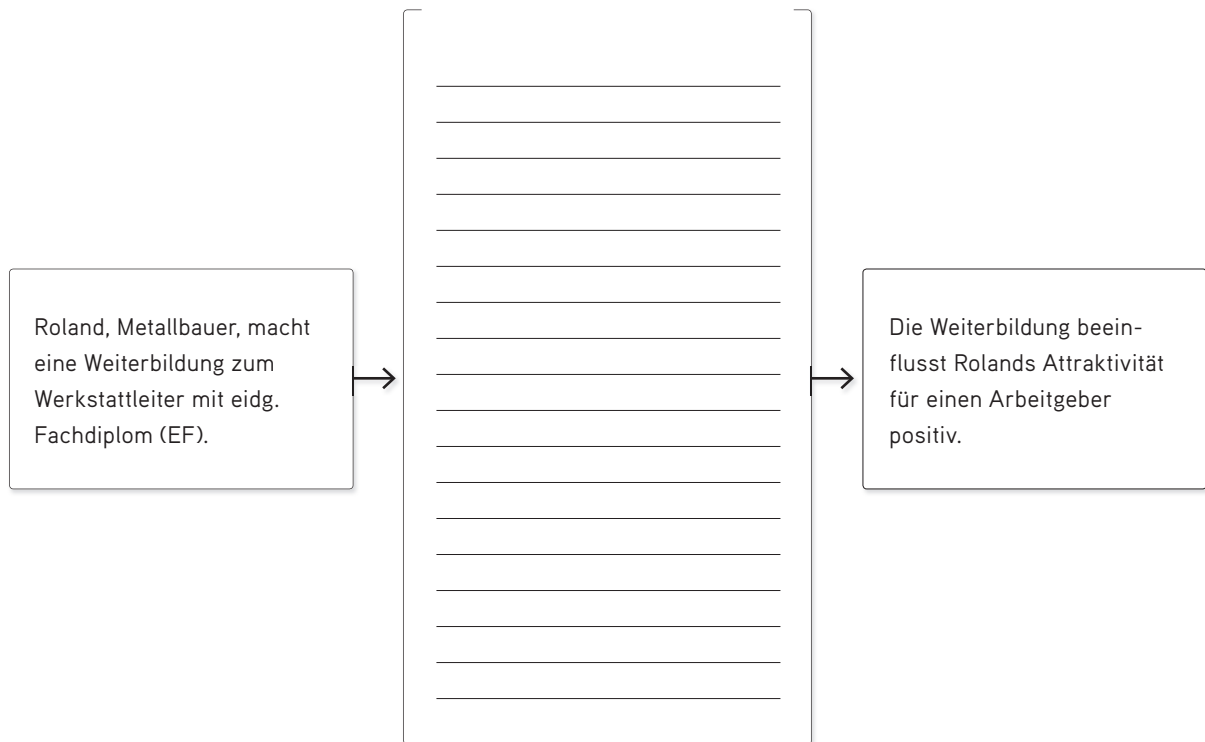 Roland, Metallbauer, macht
eine Weiterbildung zum
Werkstattleiter mit eidg.
Fachdiplom (EF).
Die Weiterbildung beein-
flusst Rolands Attraktivität
für einen Arbeitgeber
positiv.